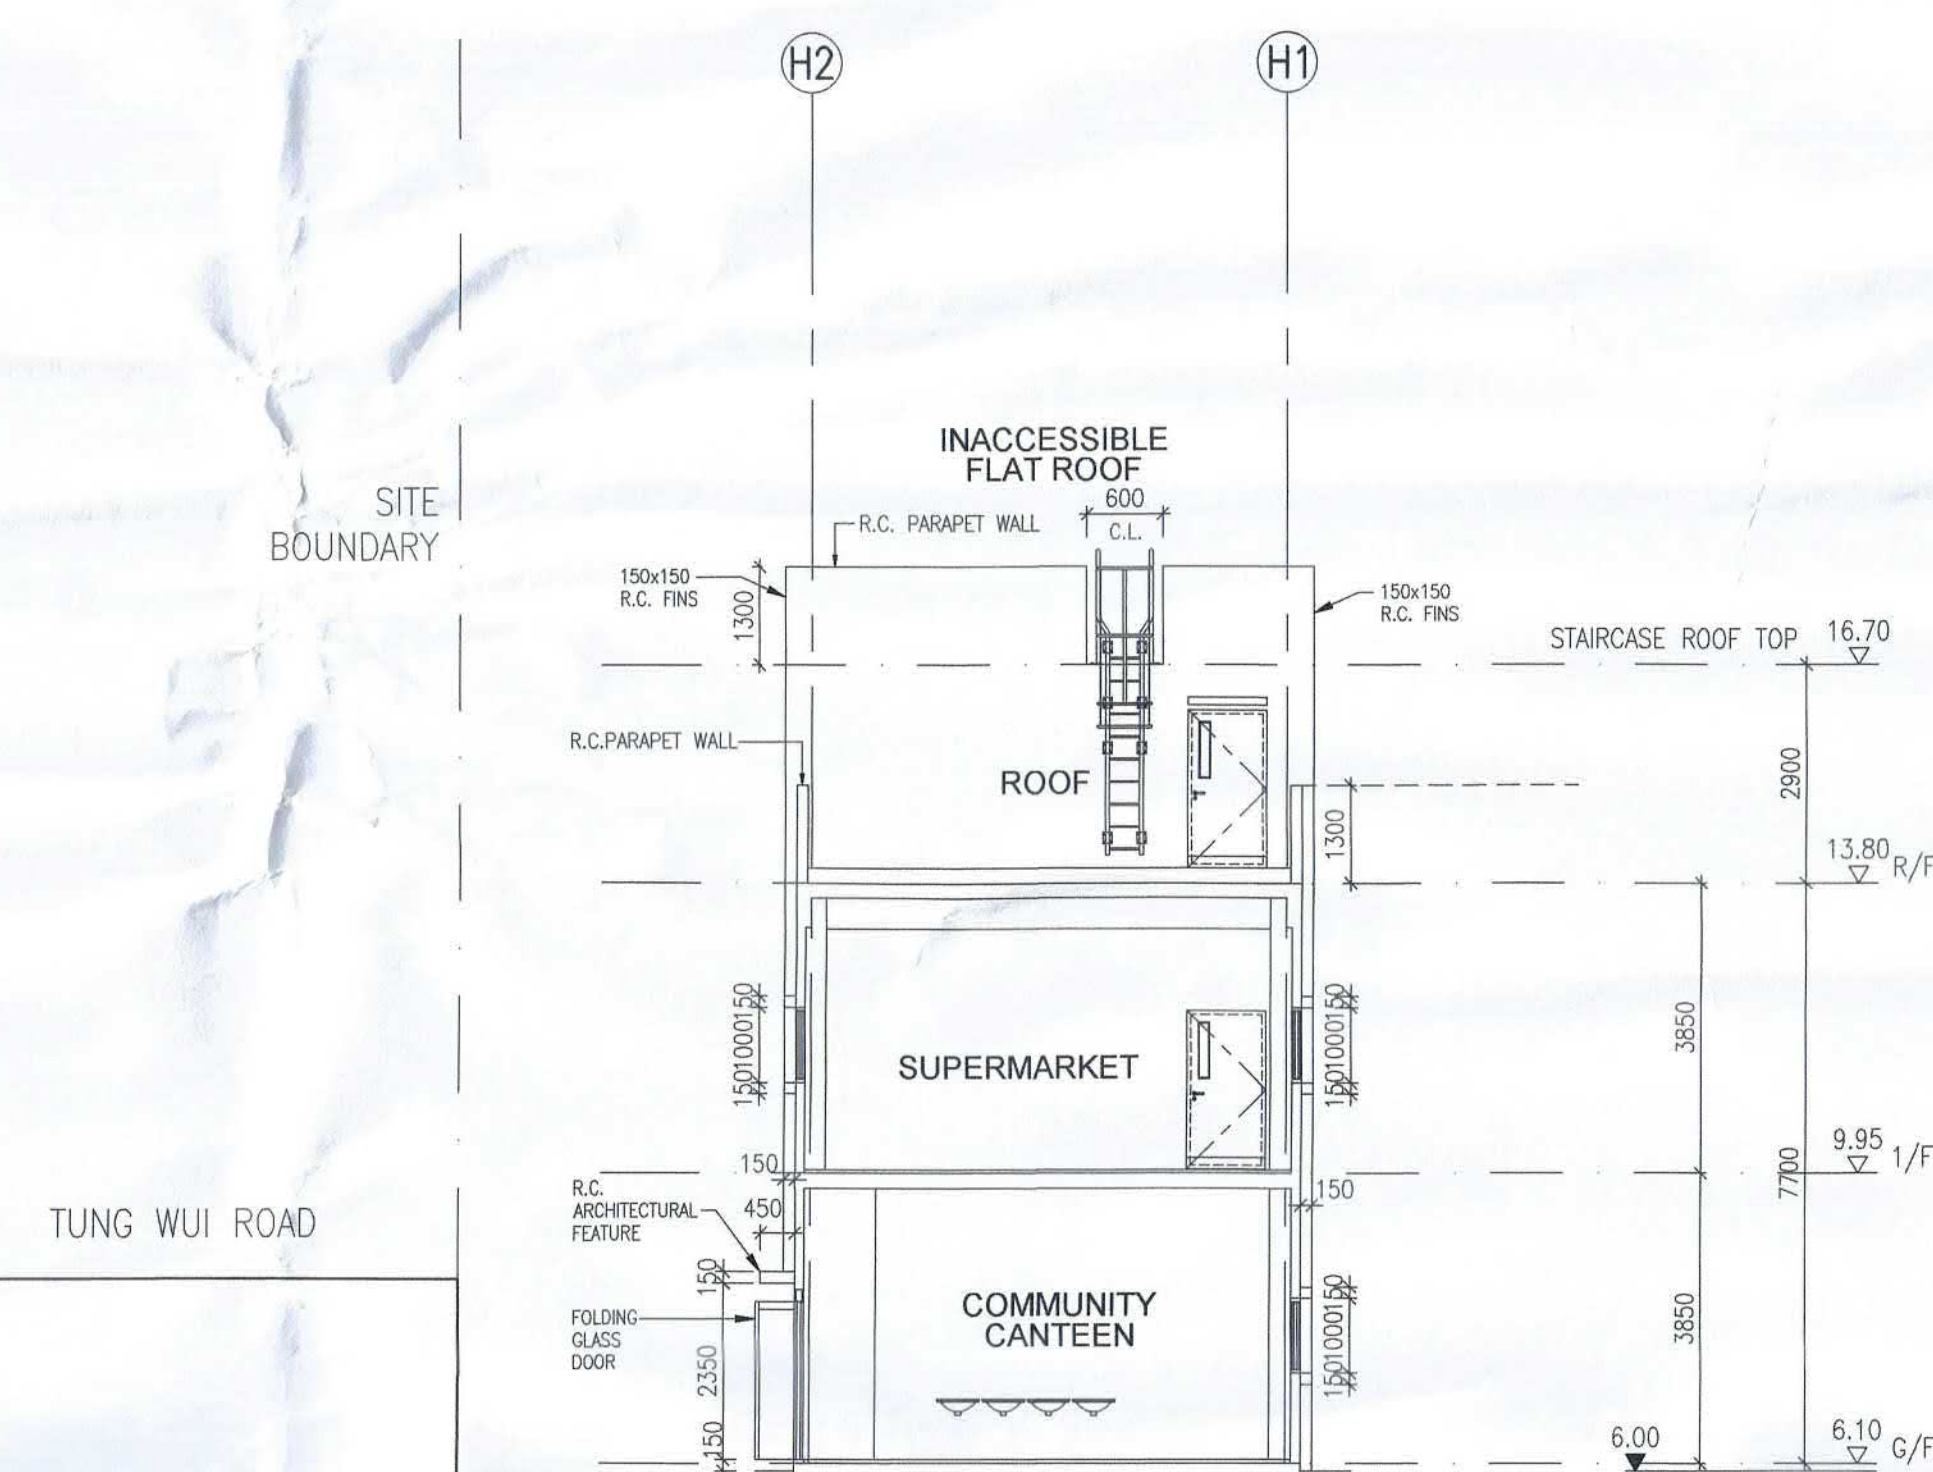 H2
H1
INACCESSIBLE
FLAT ROOF
600
C.L.
R.C. PARAPET WALL
SITE
BOUNDARY
150x150
R.C. FINS
1300
150x150
R.C. FINS
STAIRCASE ROOF TOP
16.70
R.C.PARAPET WALL
ROOF
2900
1300
13.80
R/F
150
1000
150
SUPERMARKET
150
1000
150
3850
9.95
1/F
150
150
7700
R.C.
ARCHITECTURAL
FEATURE
450
TUNG WUI ROAD
150
FOLDING
GLASS
DOOR
2350
150
COMMUNITY
CANTEEN
150
1000
150
3850
6.00
6.10
G/F